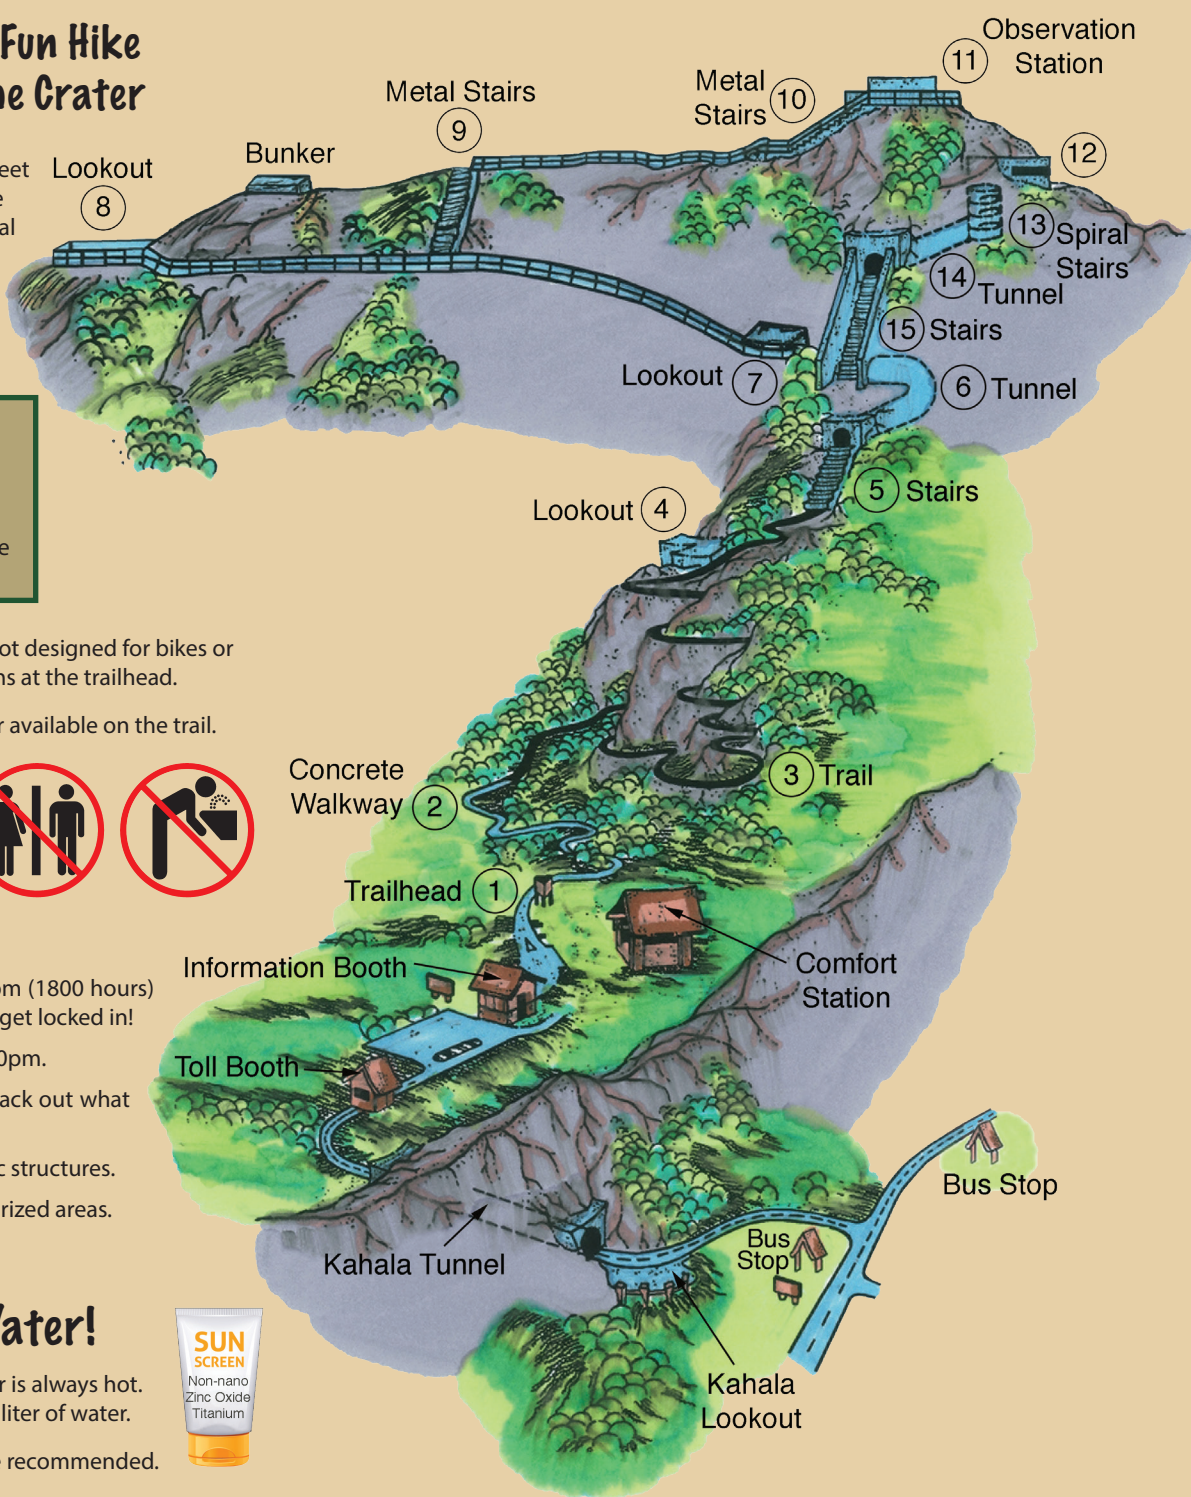 Fun Hike
e Crater
eet
e
al
Lookout
8
Bunker
Metal Stairs
9
Metal
Stairs
10
11
Observation
Station
12
13
Spiral
Stairs
14
Tunnel
15 Stairs
Lookout 7
6 Tunnel
5 Stairs
Lookout 4
e
ot designed for bikes or
ns at the trailhead.
r available on the trail.
Concrete
Walkway 2
3 Trail
Trailhead 1
Information Booth
Comfort
Station
Toll Booth
pm (1800 hours)
get locked in!
0pm.
ack out what
c structures.
rized areas.
Bus Stop
Bus
Stop
Kahala Tunnel
Kahala
Lookout
Water!
r is always hot.
liter of water.
e recommended.
SUN
SCREEN
Non-nano
Zinc Oxide
Titanium